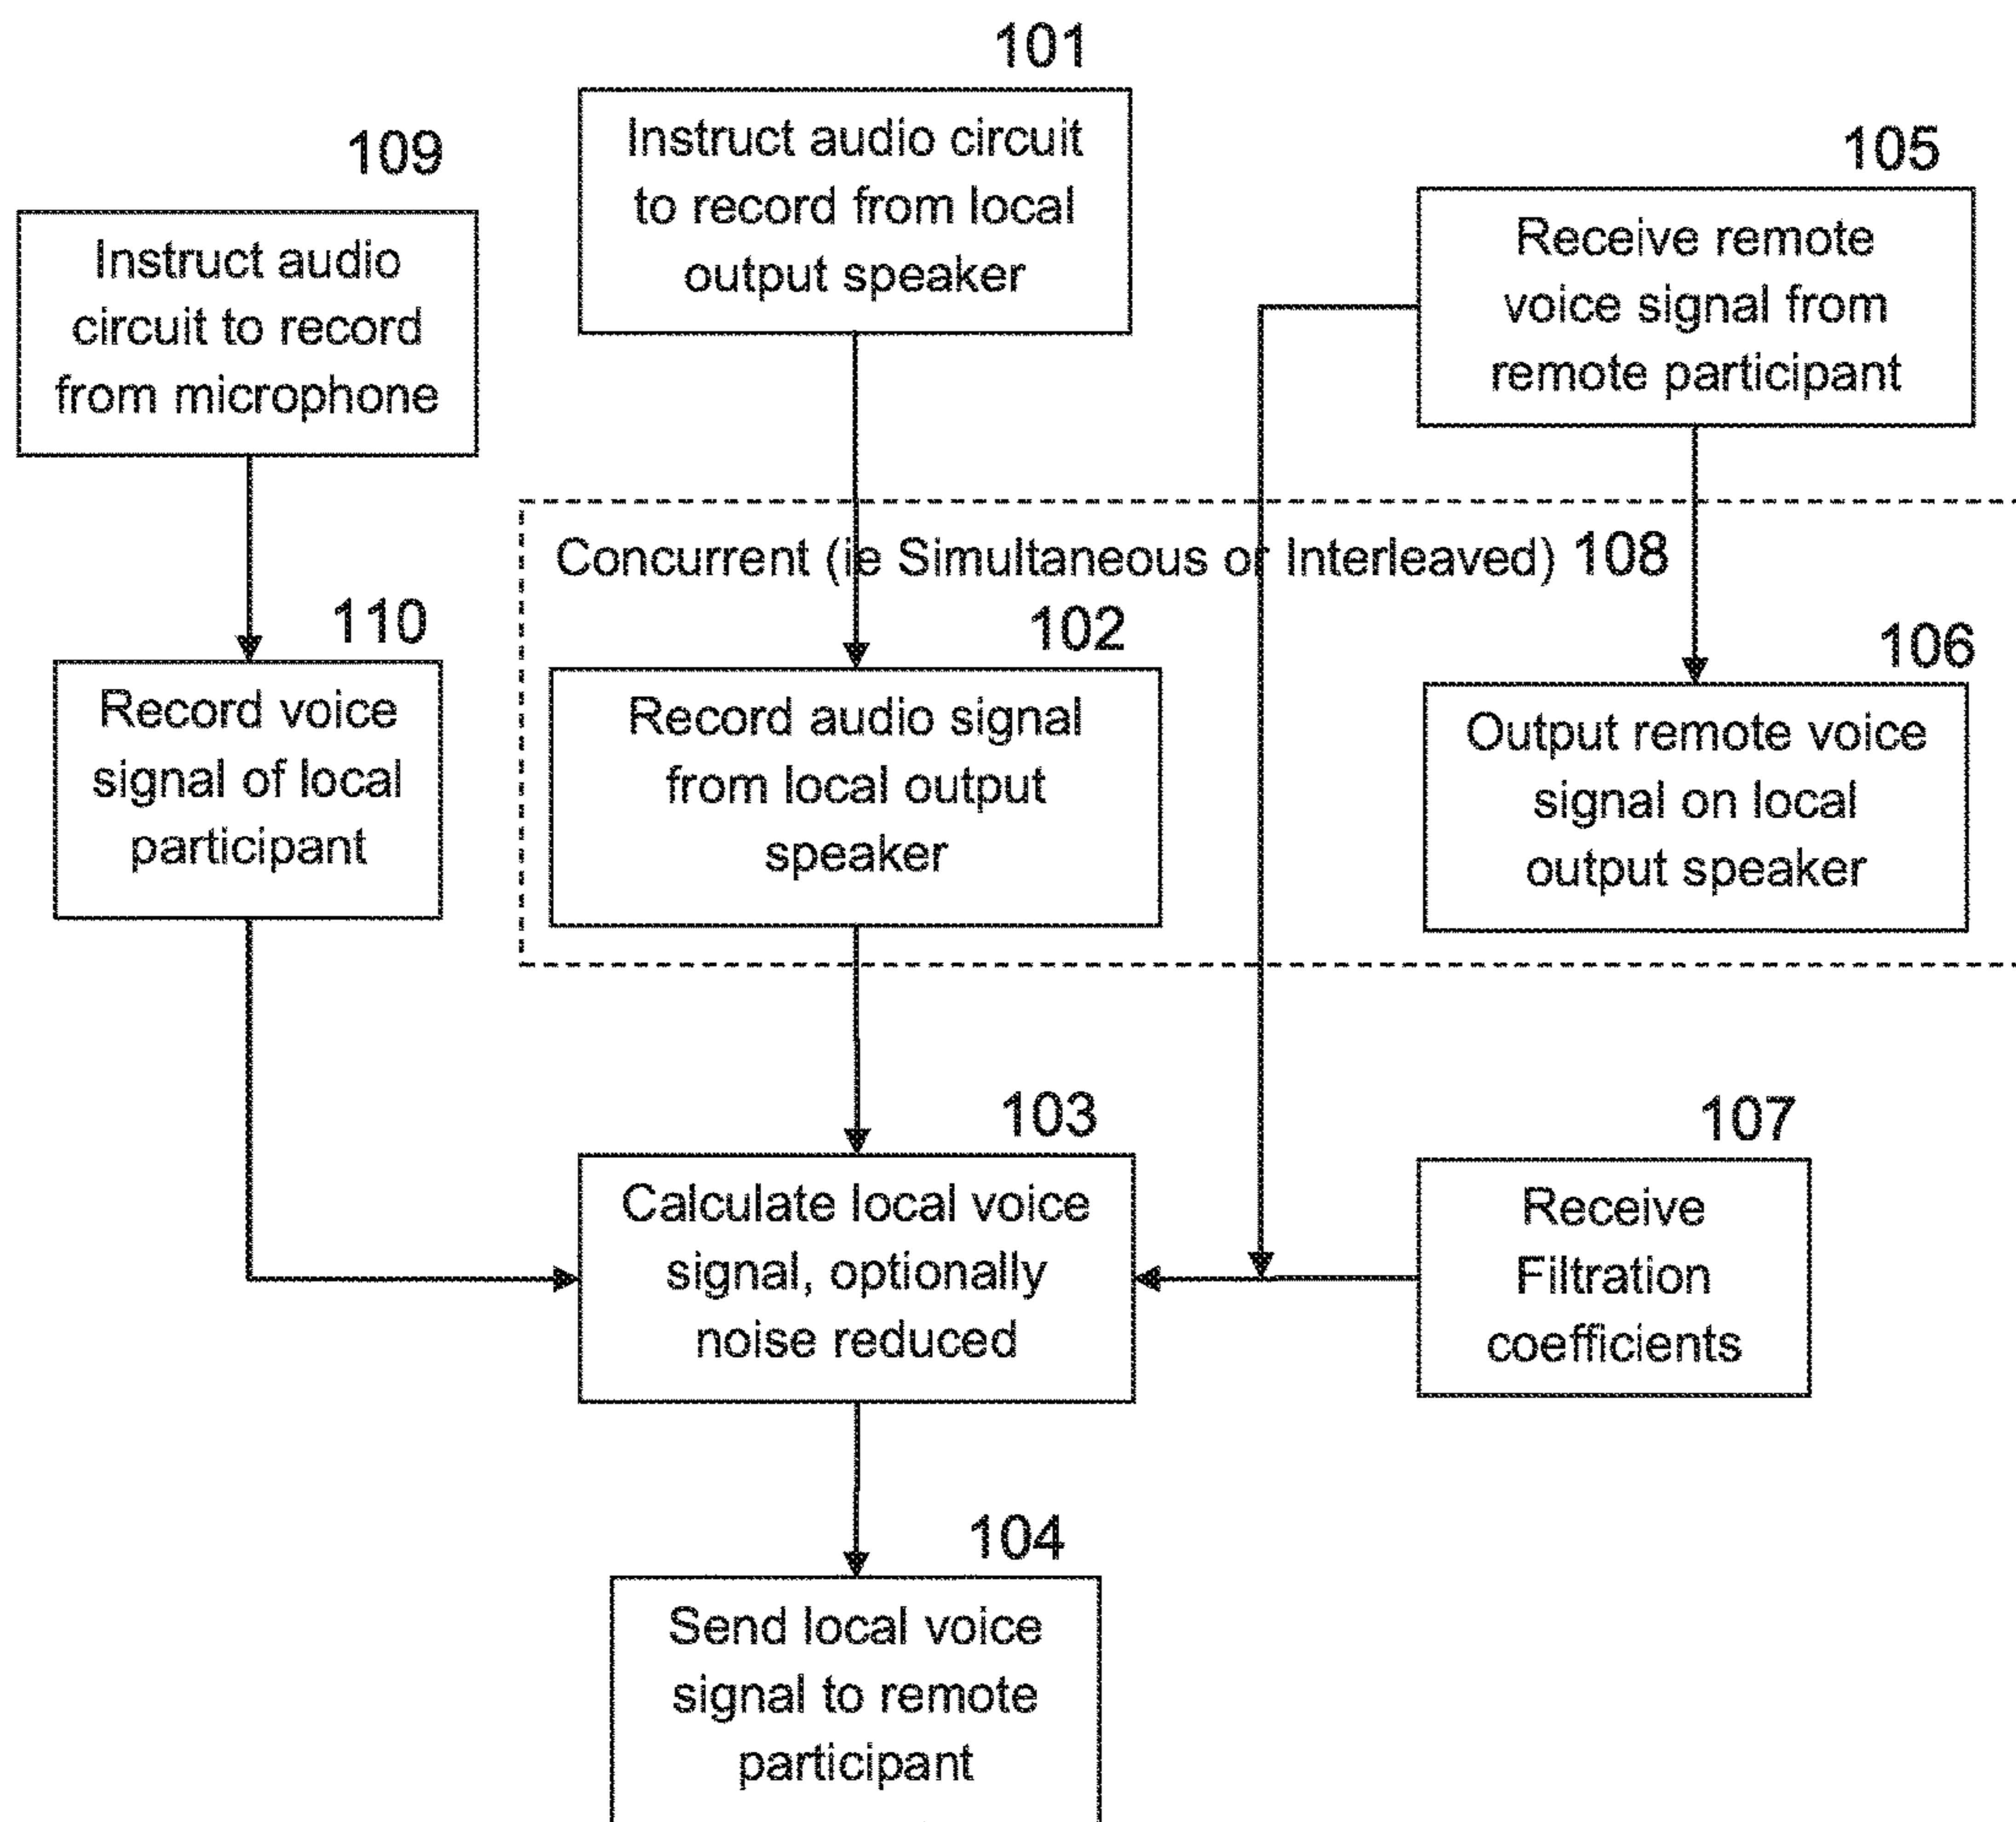 101
Instruct audio circuit
to record from local
output speaker
109
Instruct audio
circuit to record
from microphone
105
Receive remote
voice signal from
remote participant
Concurrent (ie Simultaneous or Interleaved) 108
110
Record voice
signal of local
participant
102
Record audio signal
from local output
speaker
106
Output remote voice
signal on local
output speaker
103
Calculate local voice
signal, optionally
noise reduced
107
Receive
Filtration
coefficients
104
Send local voice
signal to remote
participant